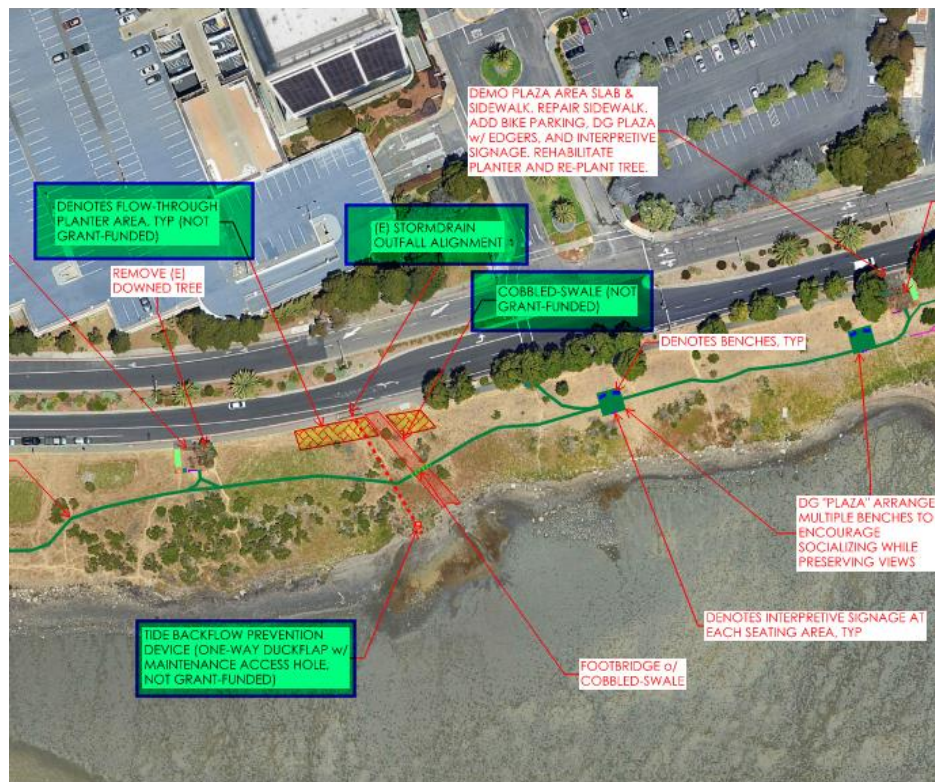 DEMO PLAZA AREA SLAB &
SIDEWALK. REPAIR SIDEWALK.
ADD BIKE PARKING, DG PLAZA
w/ EDGERS, AND INTERPRETIVE
SIGNAGE. REHABILITATE
PLANTER AND RE-PLANT TREE.
DENOTES FLOW-THROUGH
PLANTER AREA, TYP (NOT
GRANT-FUNDED)
(E) STORMDRAIN
OUTFALL ALIGNMENT
REMOVE (E)
DOWNED TREE
COBBLED-SWALE (NOT
GRANT-FUNDED)
DENOTES BENCHES, TYP
DG "PLAZA" ARRANGE
MULTIPLE BENCHES TO
ENCOURAGE
SOCIALIZING WHILE
PRESERVING VIEWS
DENOTES INTERPRETIVE SIGNAGE AT
EACH SEATING AREA, TYP
TIDE BACKFLOW PREVENTION
DEVICE (ONE-WAY DUCKFLAP w/
MAINTENANCE ACCESS HOLE,
NOT GRANT-FUNDED)
FOOTBRIDGE o/
COBBLED-SWALE